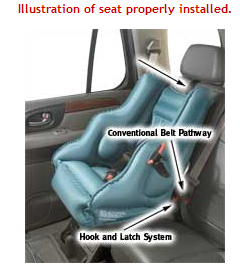 Illustration of seat properly installed.
Conventional Belt Pathway
Hook and Latch System